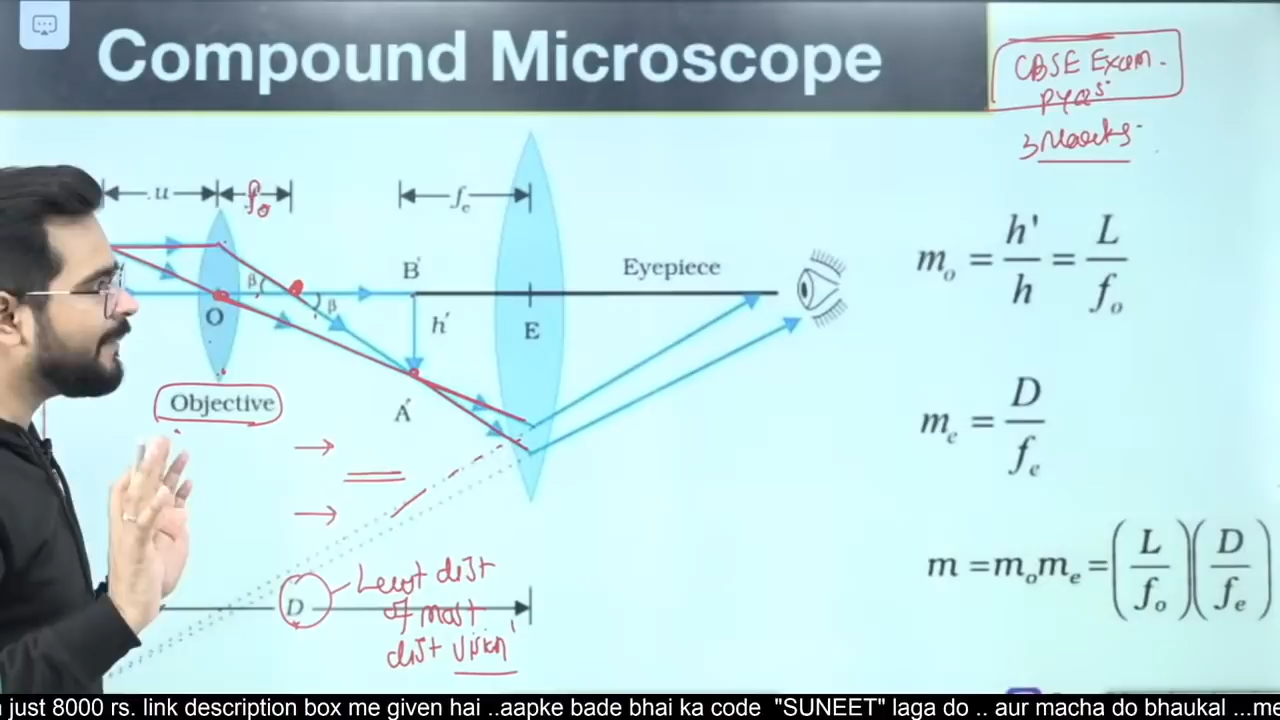 Compound Microscope
CBSE Exam.
PYQs
3 Marks
u
fo
fe
B'
Eyepiece
β
β
O
h'
E
A'
Objective
mo = h'/h = L/fo
me = D/fe
m = mo me = (L/fo)(D/fe)
D
Least dist
of most
dist vision
just 8000 rs. link description box me given hai ..aapke bade bhai ka code "SUNEET" laga do .. aur macha do bhaukal ...me